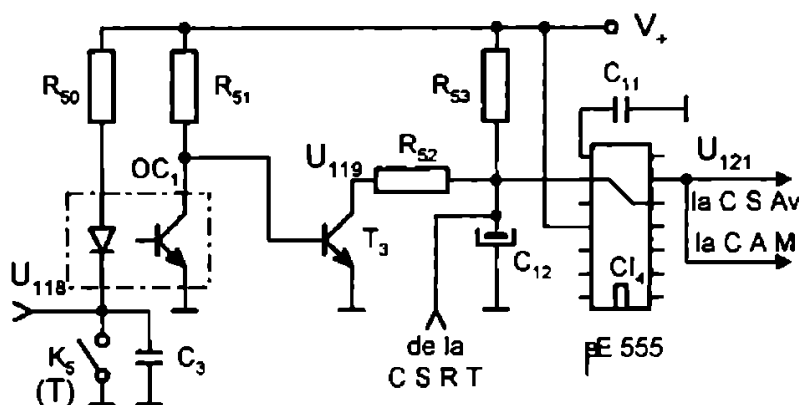 V+
R50
R51
R53
C11
OC1
U119
R52
U121
la C S Av
la C A M
T3
C12
CI4
U118
K5
(T)
C3
de la
C S R T
βE 555